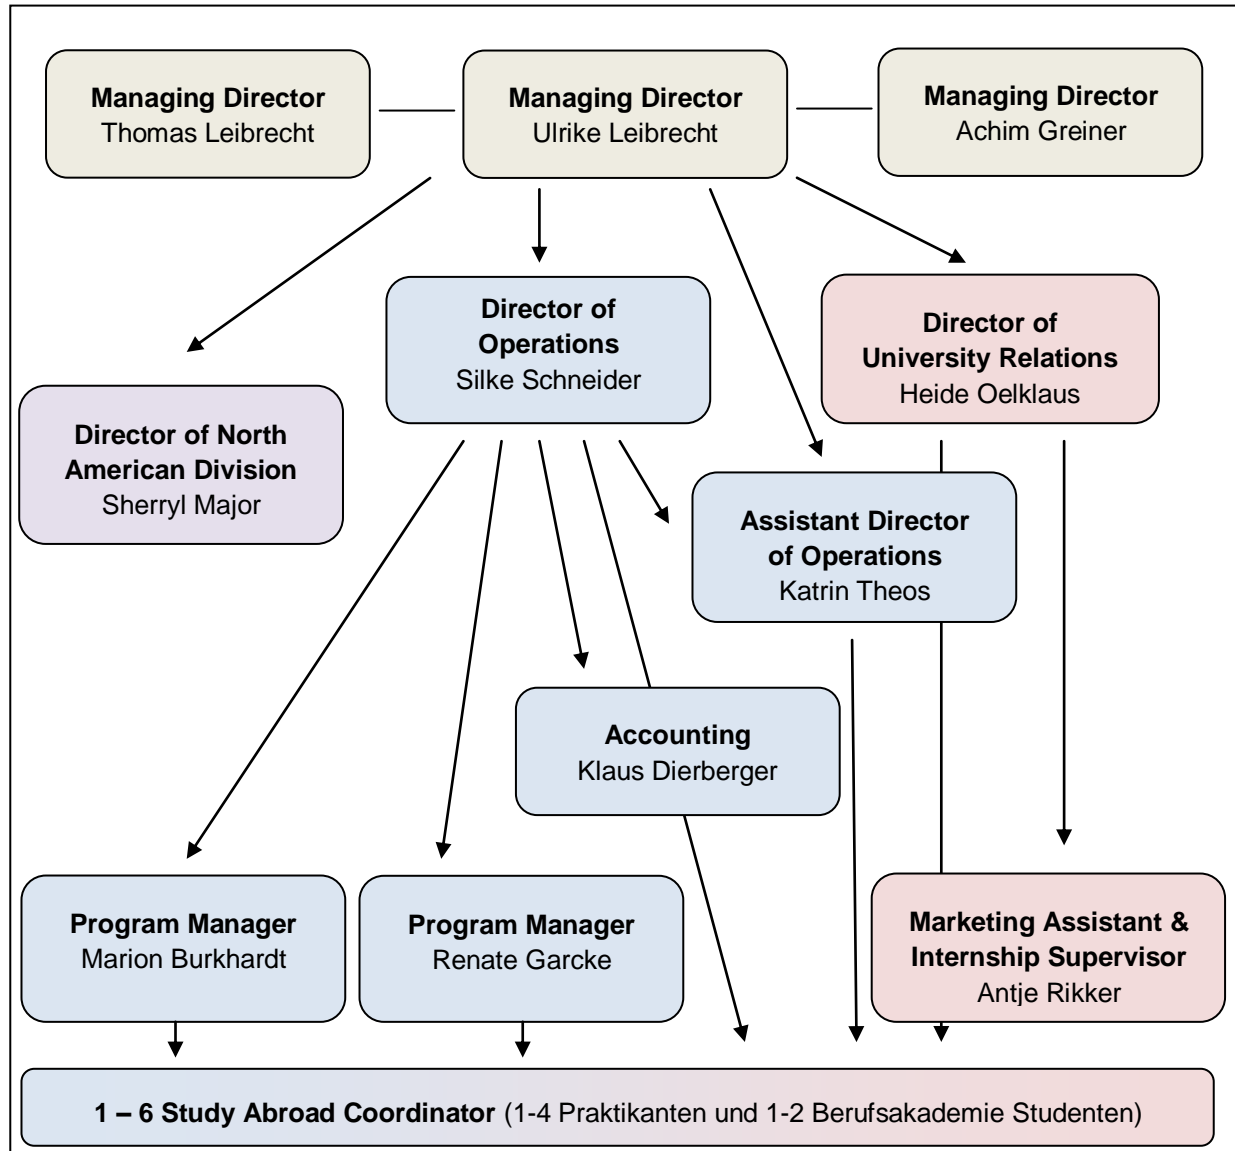 Managing Director
Thomas Leibrecht
Managing Director
Ulrike Leibrecht
Managing Director
Achim Greiner
Director of
Operations
Silke Schneider
Director of
University Relations
Heide Oelklaus
Director of North
American Division
Sherryl Major
Assistant Director
of Operations
Katrin Theos
Accounting
Klaus Dierberger
Program Manager
Marion Burkhardt
Program Manager
Renate Garcke
Marketing Assistant &
Internship Supervisor
Antje Rikker
1 – 6 Study Abroad Coordinator (1-4 Praktikanten und 1-2 Berufsakademie Studenten)